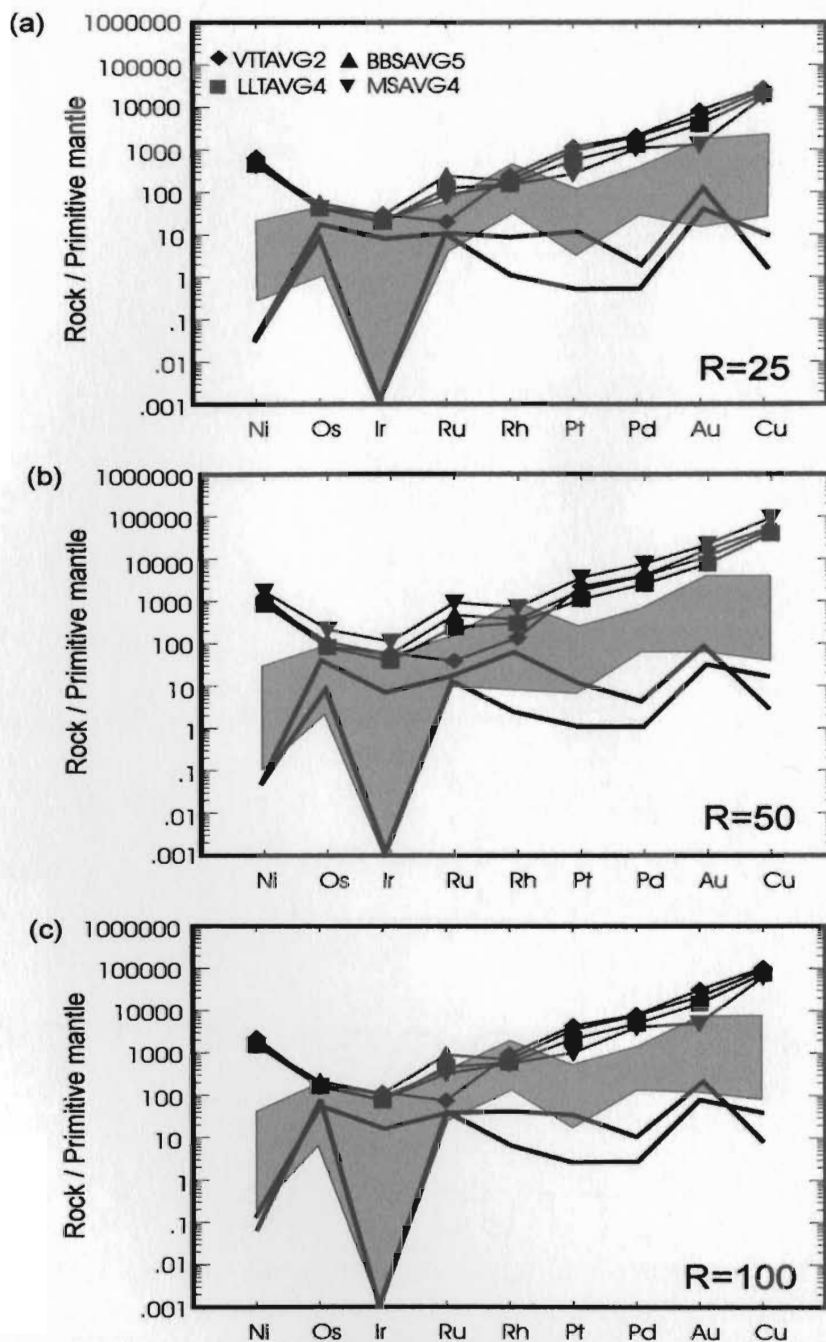 (a)
1000000
VTTAVG2 BBSAVG5
100000
LLTAVG4 MSAVG4
10000
1000
100
10
1
.1
.01
.001
Rock / Primitive mantle
R=25
Ni Os Ir Ru Rh Pt Pd Au Cu
(b)
1000000
100000
10000
1000
100
10
1
.1
.01
.001
Rock / Primitive mantle
R=50
Ni Os Ir Ru Rh Pt Pd Au Cu
(c)
1000000
100000
10000
1000
100
10
1
.1
.01
.001
Rock / Primitive mantle
R=100
Ni Os Ir Ru Rh Pt Pd Au Cu